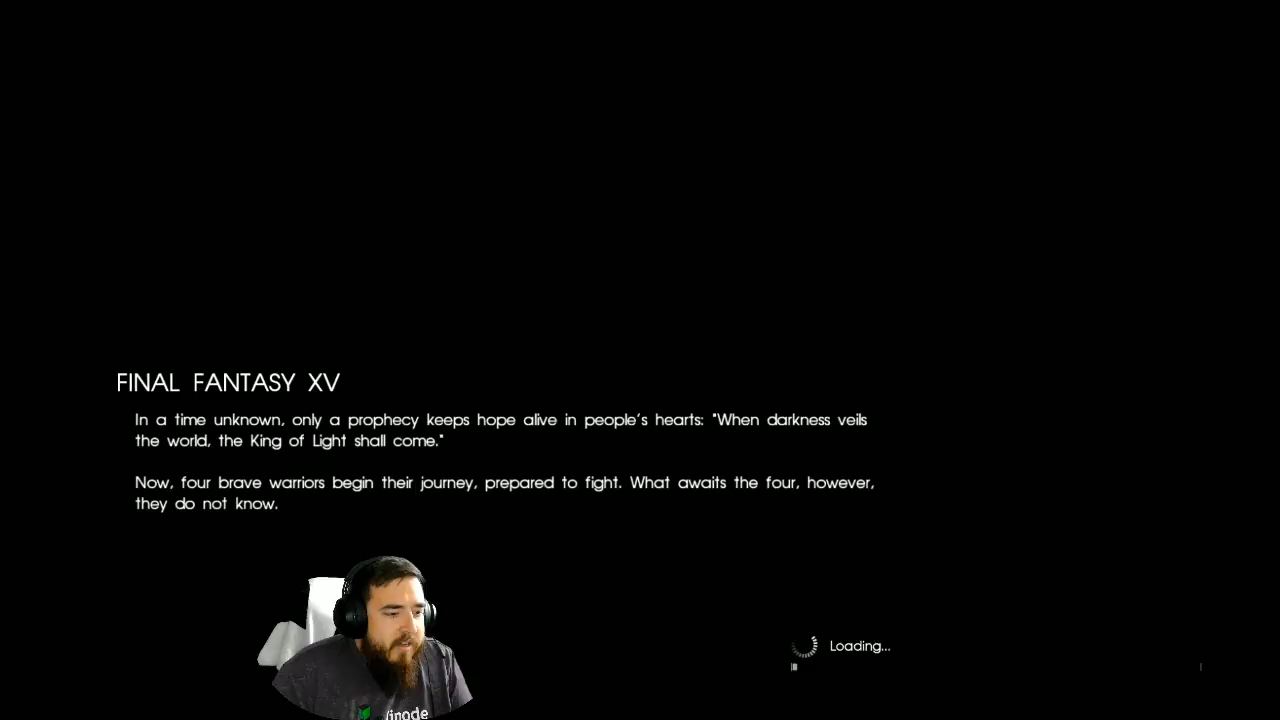 FINAL FANTASY XV
In a time unknown, only a prophecy keeps hope alive in people's hearts: "When darkness veils
the world, the King of Light shall come."
Now, four brave warriors begin their journey, prepared to fight. What awaits the four, however,
they do not know.
Loading...